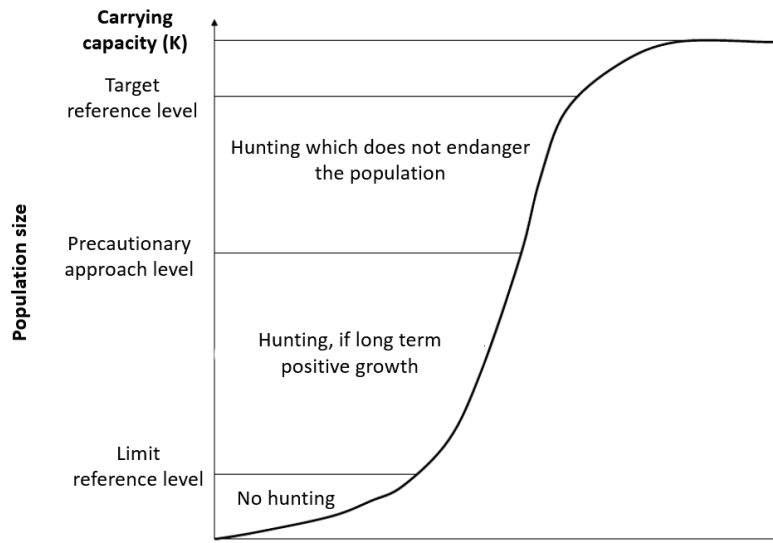 Carrying
capacity (K)
Target
reference level
Hunting which does not endanger
the population
Population size
Precautionary
approach level
Hunting, if long term
positive growth
Limit
reference level
No hunting